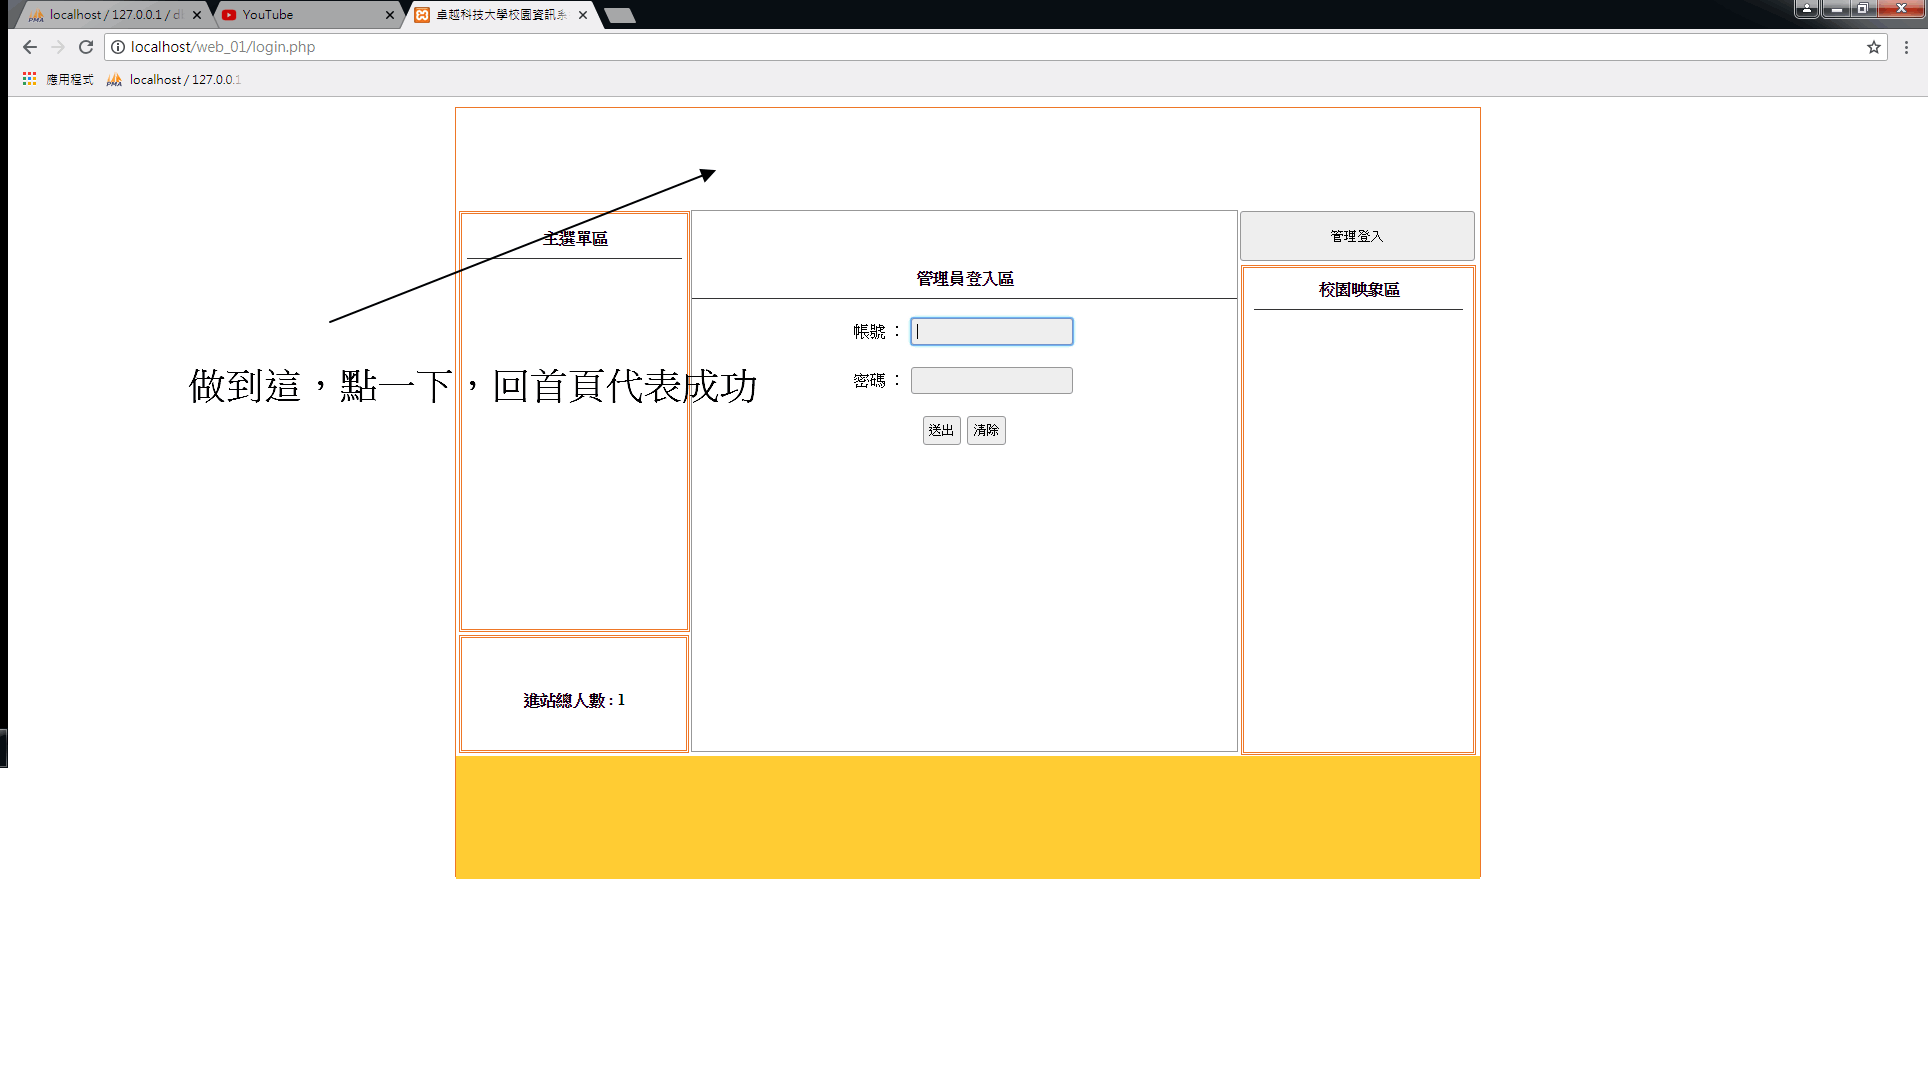 localhost / 127.0.0.1 / di
YouTube
卓越科技大學校園資訊系
localhost/web_01/login.php
應用程式
localhost / 127.0.0.1
主選單區
管理登入
管理員登入區
校園映象區
帳號 ：
做到這，點一下，回首頁代表成功
密碼 ：
送出 清除
進站總人數 : 1